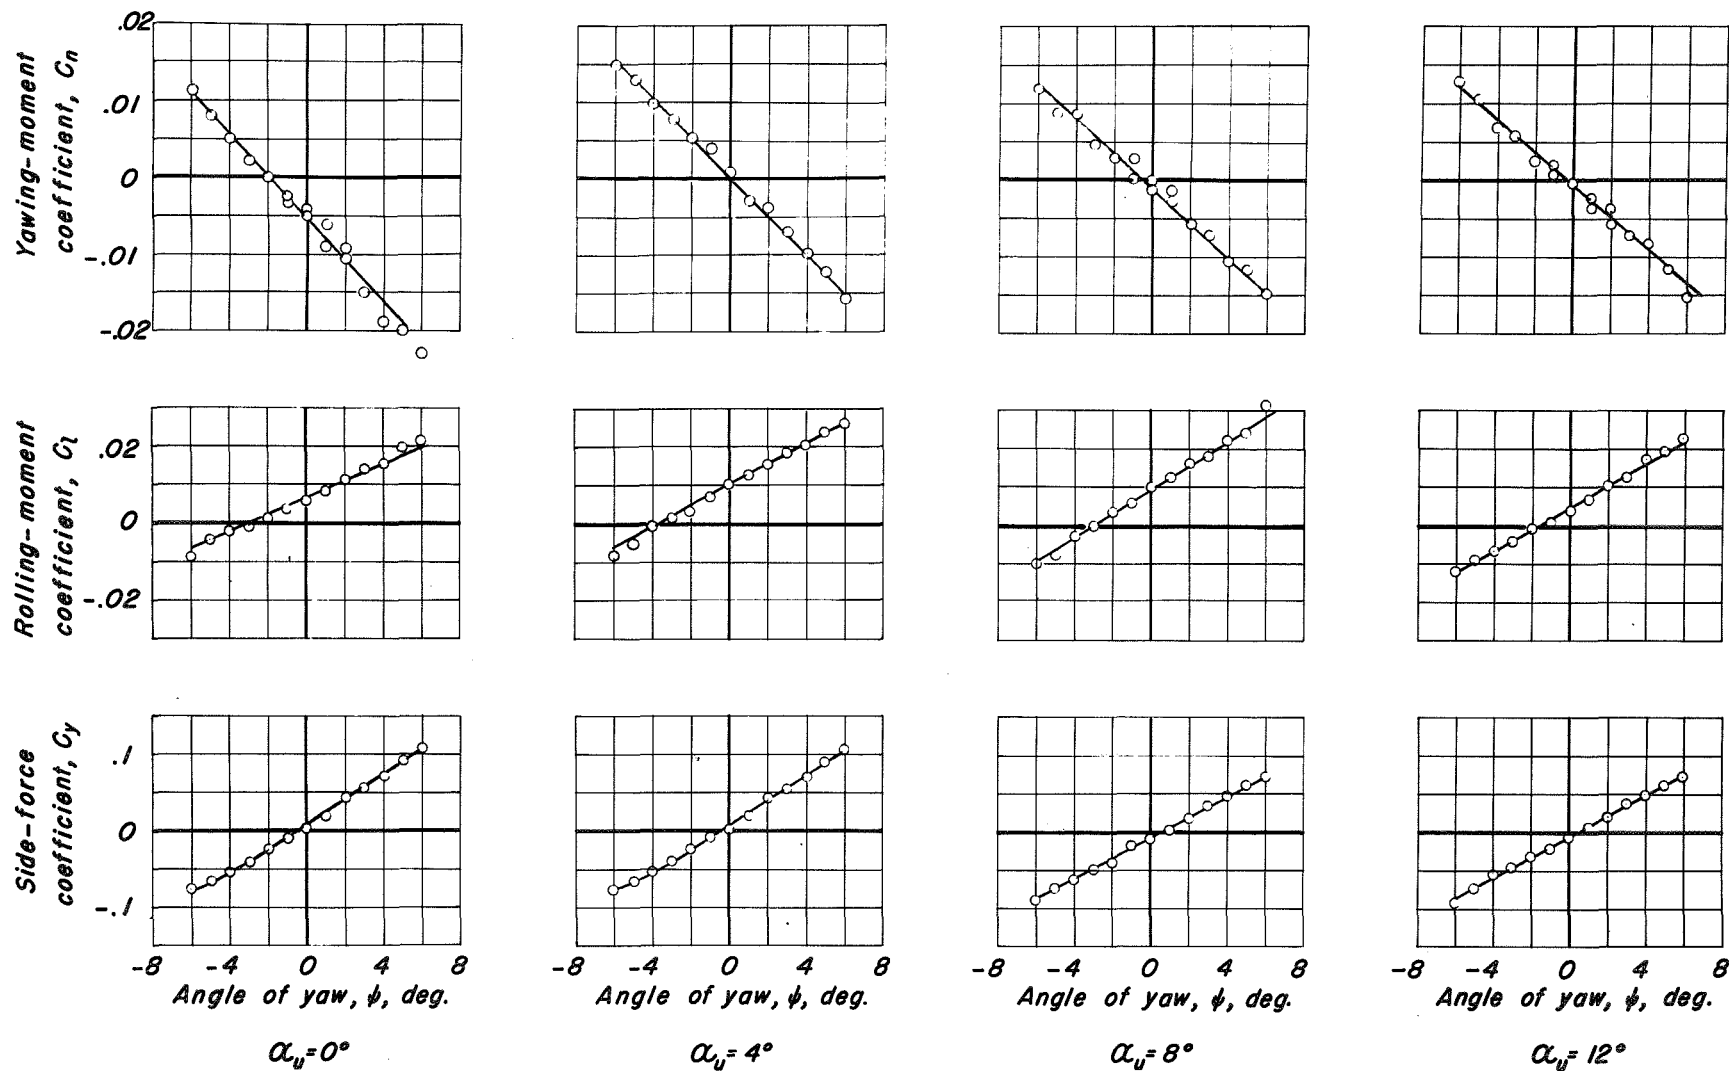 Yawing-moment
coefficient, Cn
.02
.01
0
-.01
-.02
Rolling-moment
coefficient, Cl
.02
0
-.02
Side-force
coefficient, Cy
.1
0
-.1
-8 -4 0 4 8
-8 -4 0 4 8
-8 -4 0 4 8
-8 -4 0 4 8
Angle of yaw, ψ, deg.
Angle of yaw, ψ, deg.
Angle of yaw, ψ, deg.
Angle of yaw, ψ, deg.
αu=0°
αu=4°
αu=8°
αu=12°